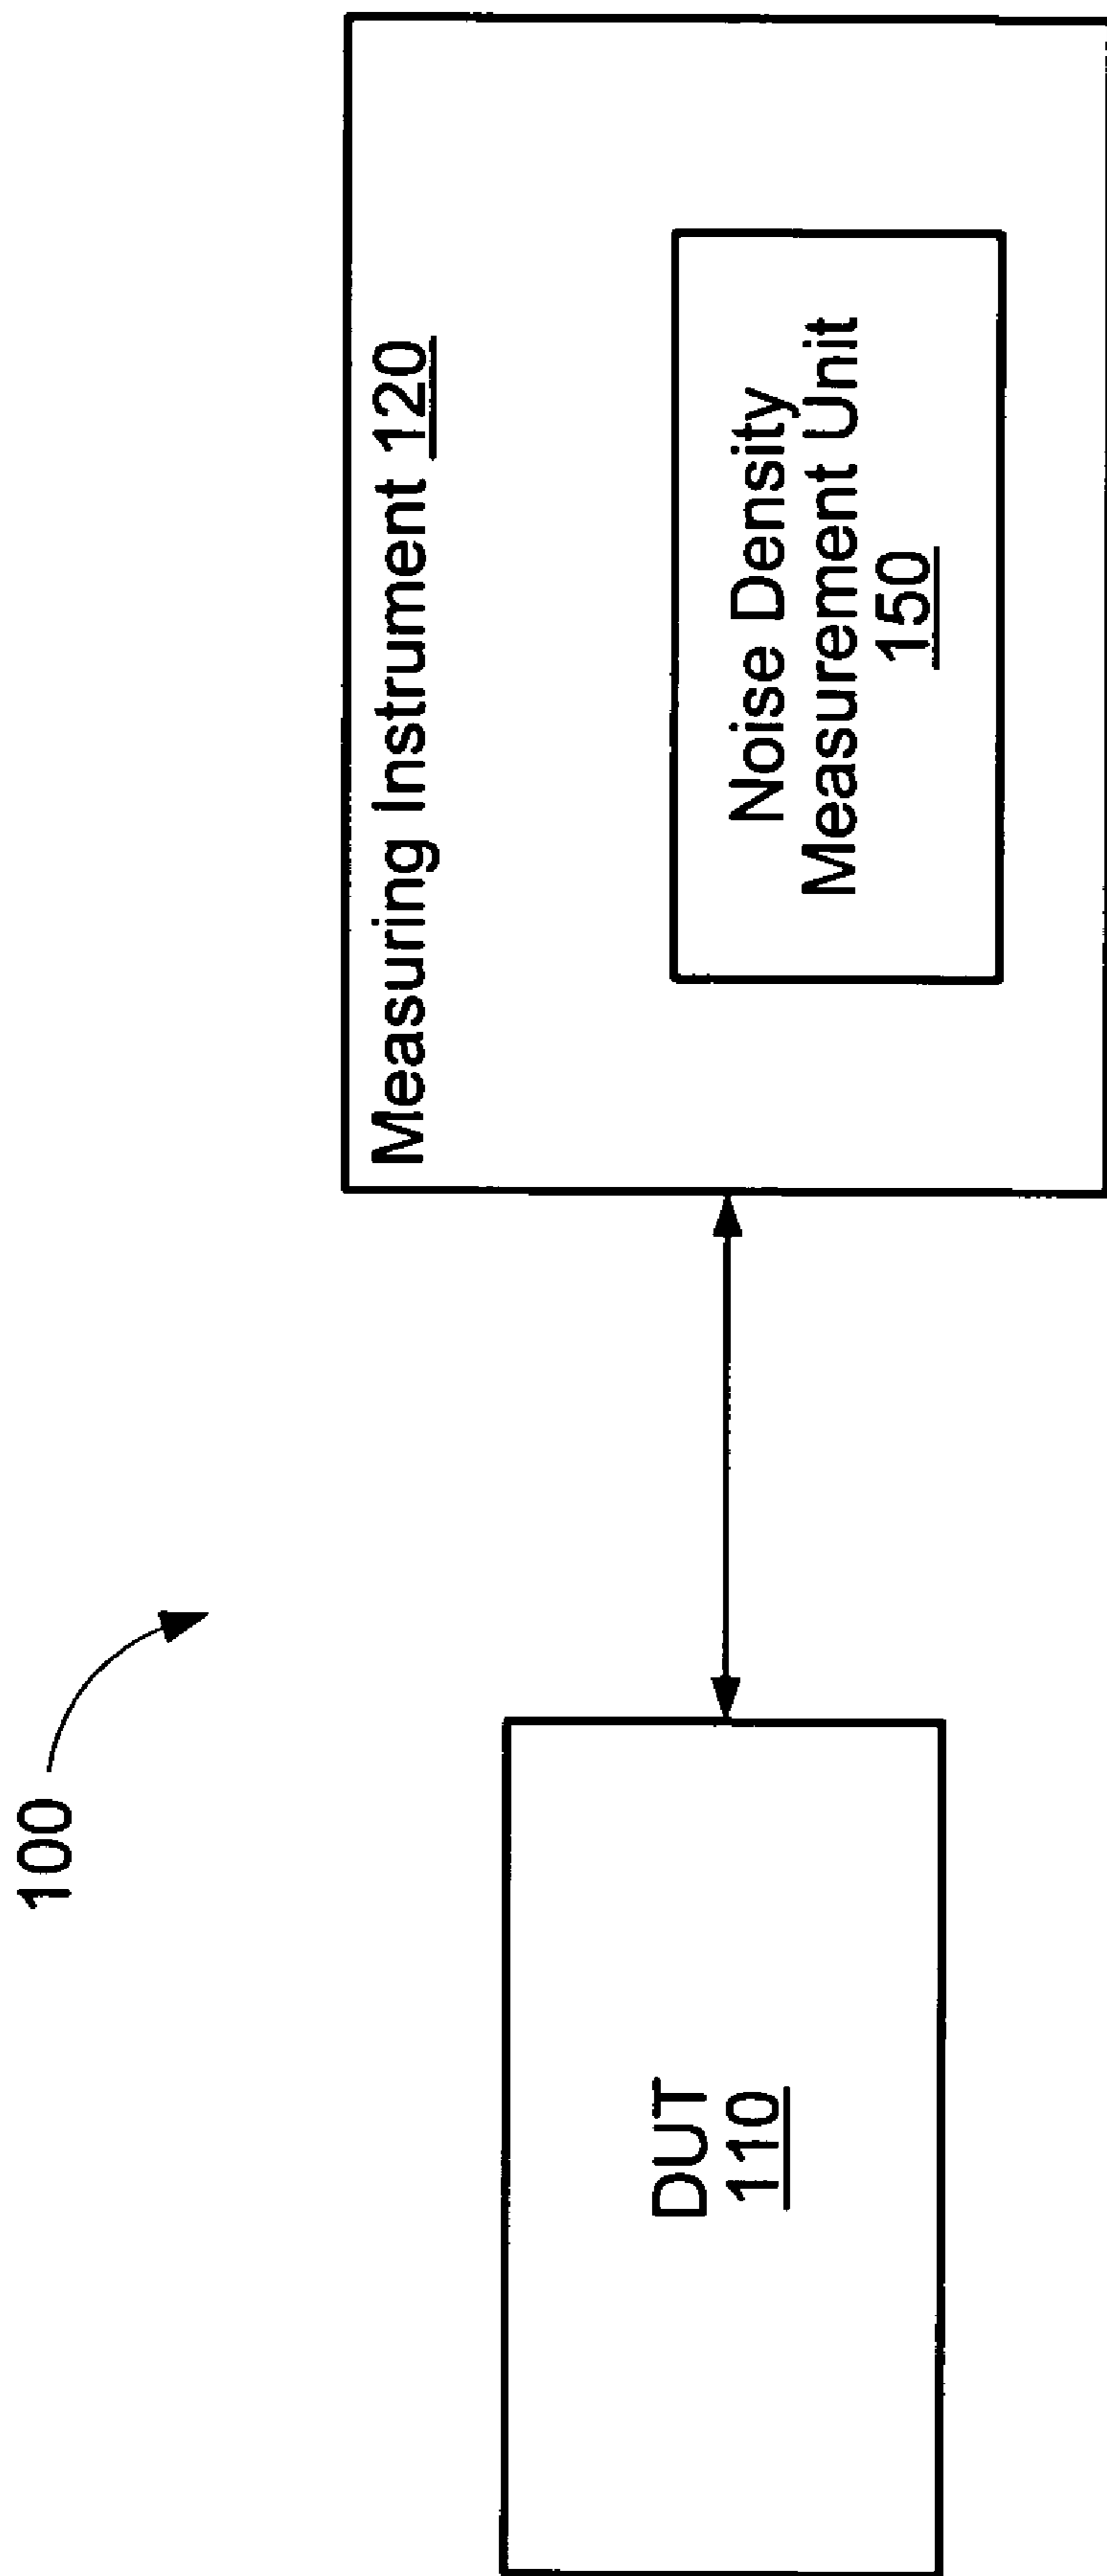 100
DUT
110
Measuring Instrument 120
Noise Density
Measurement Unit
150